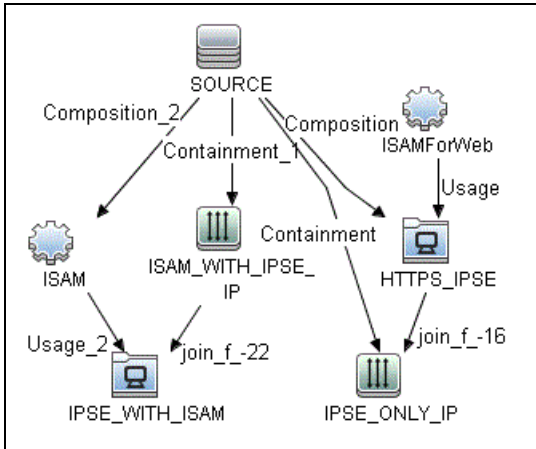 SOURCE
Composition_2
Composition
ISAMForWeb
Containment_1
Usage
Containment
ISAM
ISAM_WITH_IPSE_
IP
HTTPS_IPSE
Usage_2
join_f_-22
join_f_-16
IPSE_WITH_ISAM
IPSE_ONLY_IP